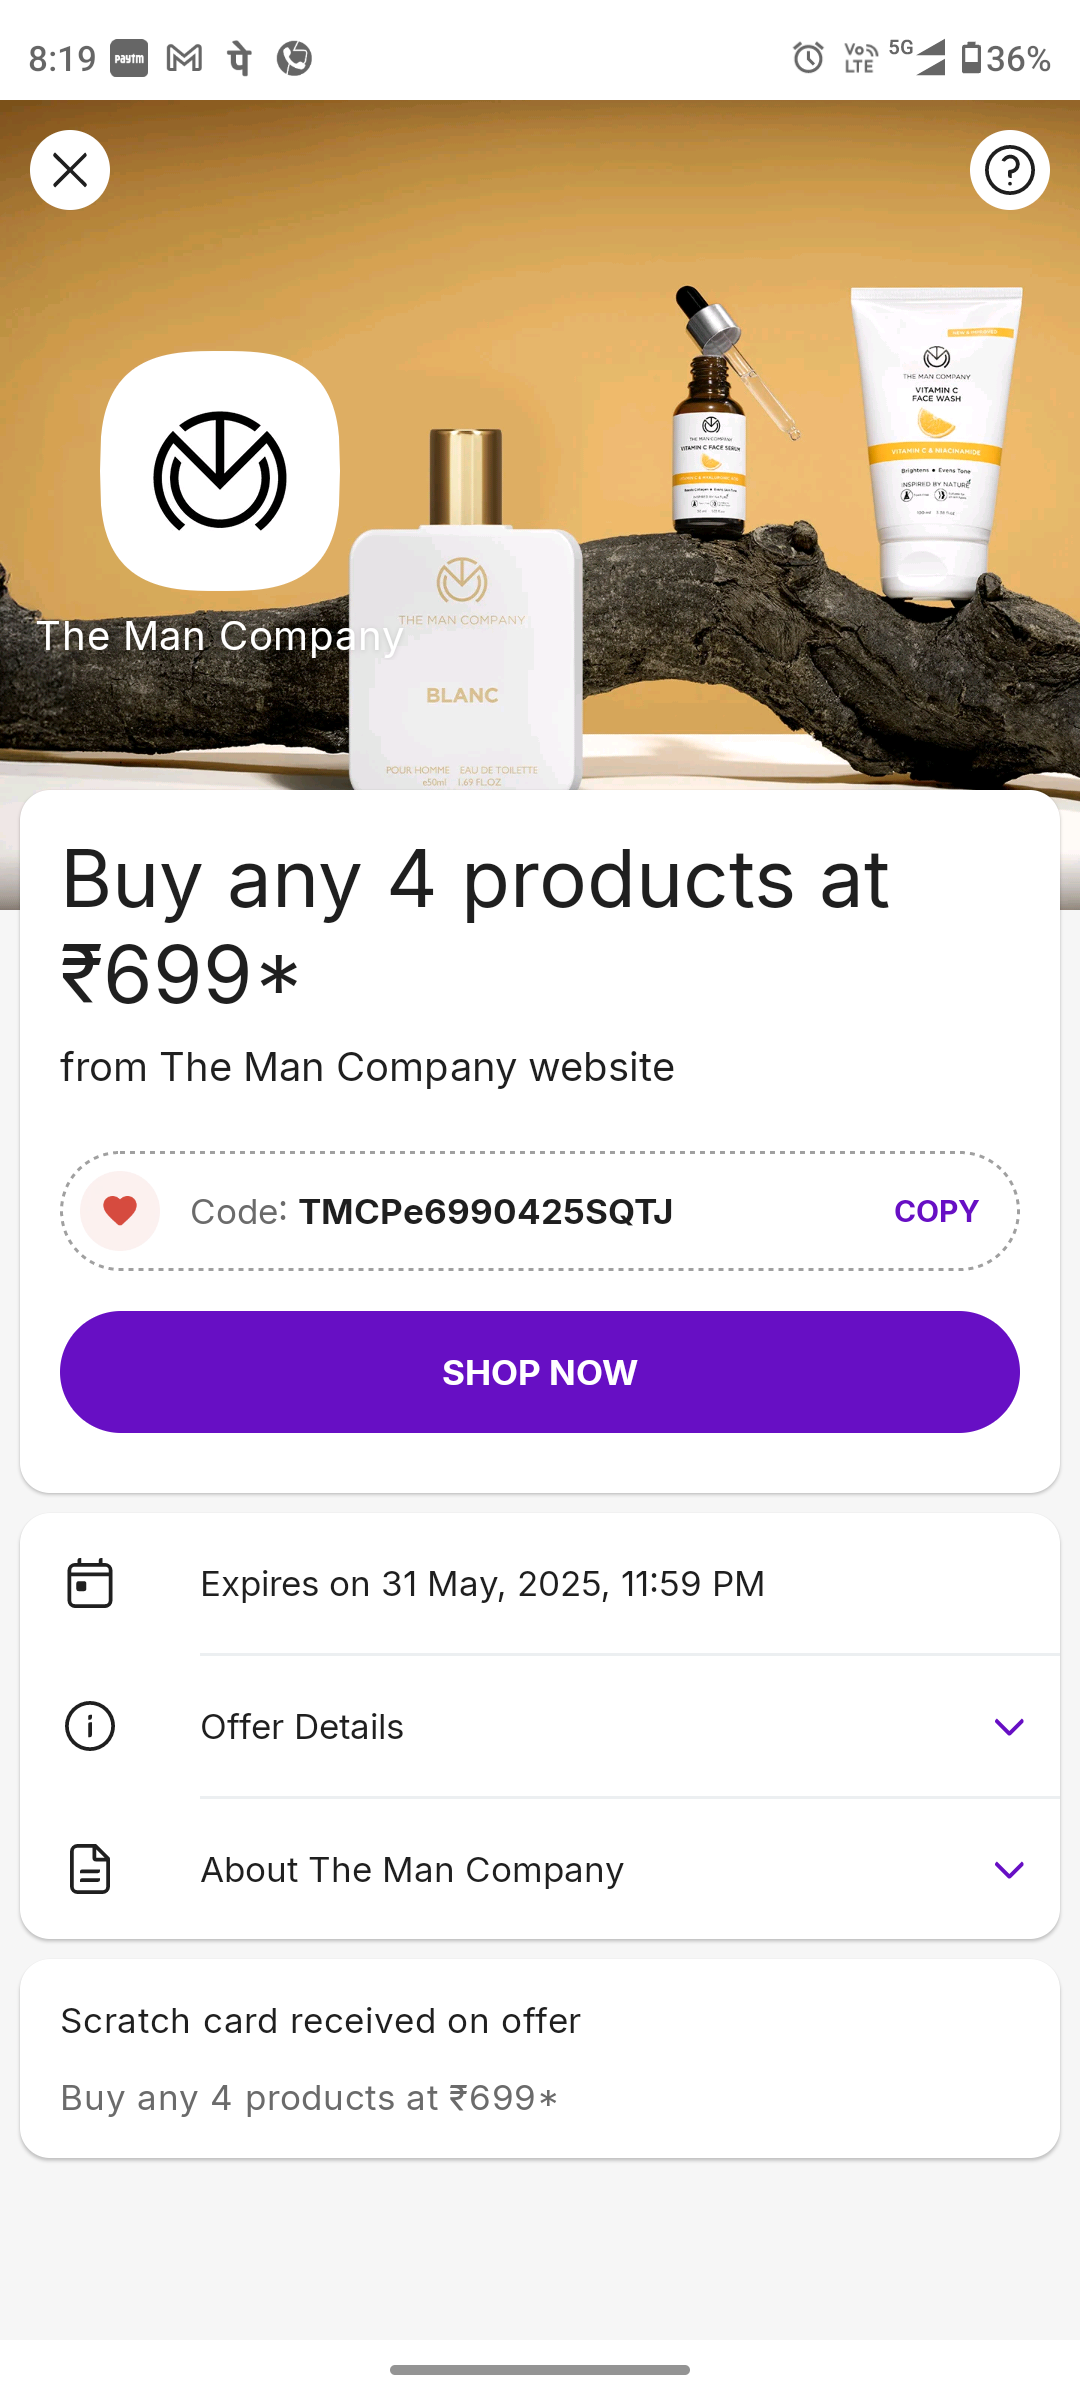 8:19 paytm पे Vo LTE 5G 36%
THE MAN COMPANY
VITAMIN C
FACE WASH
VITAMIN C & NIACINAMIDE
Brightens • Evens Tone
INSPIRED BY NATURE
THE MAN COMPANY
VITAMIN C FACE SERUM
The Man Company
THE MAN COMPANY
BLANC
POUR HOMME EAU DE TOILETTE
e50ml 1.69 FL.OZ
Buy any 4 products at
₹699*
from The Man Company website
Code: TMCPe6990425SQTJ COPY
SHOP NOW
Expires on 31 May, 2025, 11:59 PM
Offer Details
About The Man Company
Scratch card received on offer
Buy any 4 products at ₹699*